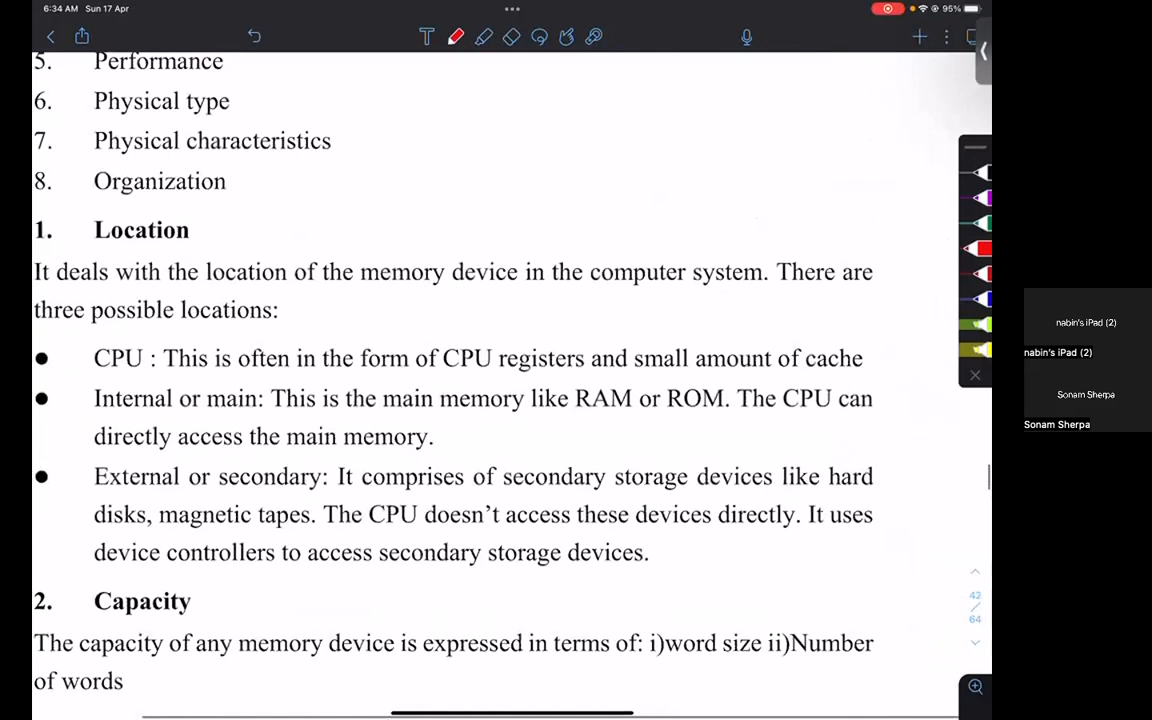 6:34 AM Sun 17 Apr
95%
5. Performance
6. Physical type
7. Physical characteristics
8. Organization
1. Location
It deals with the location of the memory device in the computer system. There are
three possible locations:
● CPU : This is often in the form of CPU registers and small amount of cache
● Internal or main: This is the main memory like RAM or ROM. The CPU can
directly access the main memory.
● External or secondary: It comprises of secondary storage devices like hard
disks, magnetic tapes. The CPU doesn’t access these devices directly. It uses
device controllers to access secondary storage devices.
2. Capacity
The capacity of any memory device is expressed in terms of: i)word size ii)Number
of words
42
/
64
nabin's iPad (2)
nabin's iPad (2)
Sonam Sherpa
Sonam Sherpa